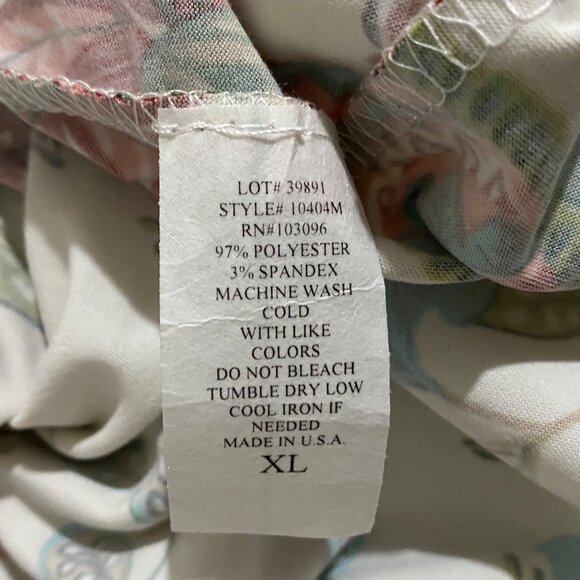 LOT# 39891
STYLE# 10404M
RN#103096
97% POLYESTER
3% SPANDEX
MACHINE WASH
COLD
WITH LIKE
COLORS
DO NOT BLEACH
TUMBLE DRY LOW
COOL IRON IF
NEEDED
MADE IN U.S.A.
XL